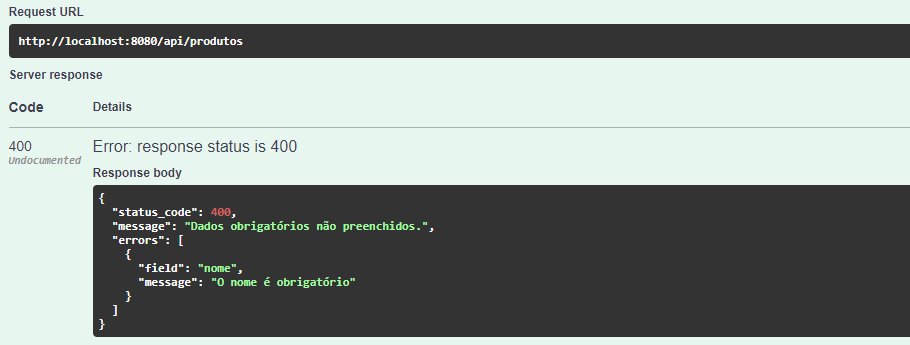 Request URL
http://localhost:8080/api/produtos
Server response
Code Details
400 Error: response status is 400
Undocumented
Response body
{
  "status_code": 400,
  "message": "Dados obrigatórios não preenchidos.",
  "errors": [
    {
      "field": "nome",
      "message": "O nome é obrigatório"
    }
  ]
}